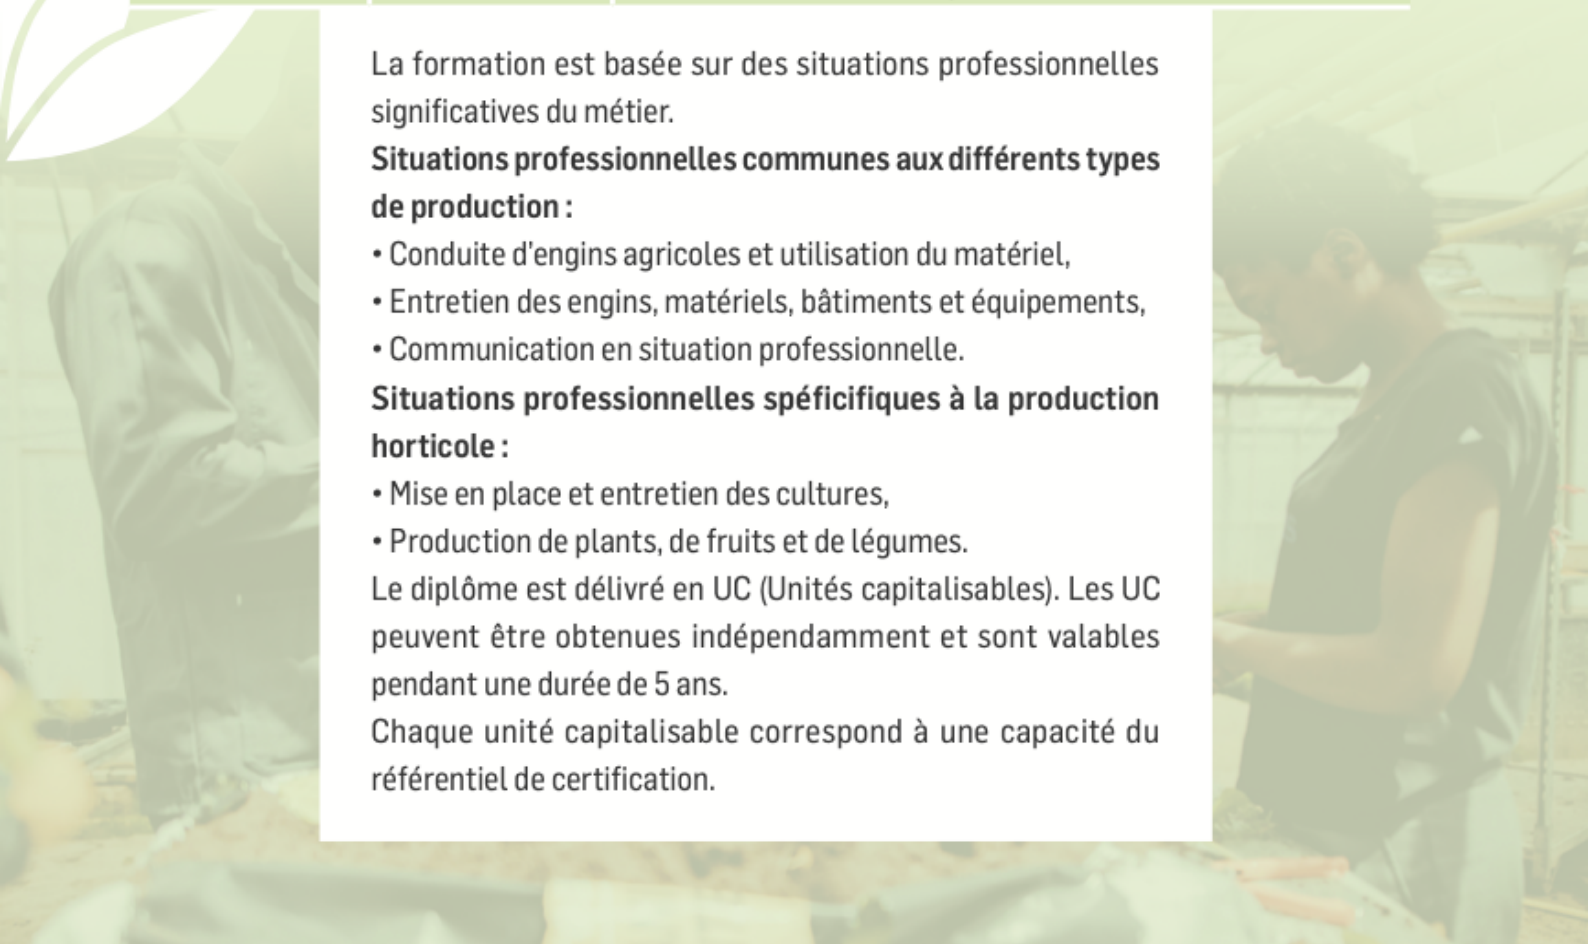 La formation est basée sur des situations professionnelles
significatives du métier.
Situations professionnelles communes aux différents types
de production :
• Conduite d'engins agricoles et utilisation du matériel,
• Entretien des engins, matériels, bâtiments et équipements,
• Communication en situation professionnelle.
Situations professionnelles spéficifiques à la production
horticole :
• Mise en place et entretien des cultures,
• Production de plants, de fruits et de légumes.
Le diplôme est délivré en UC (Unités capitalisables). Les UC
peuvent être obtenues indépendamment et sont valables
pendant une durée de 5 ans.
Chaque unité capitalisable correspond à une capacité du
référentiel de certification.